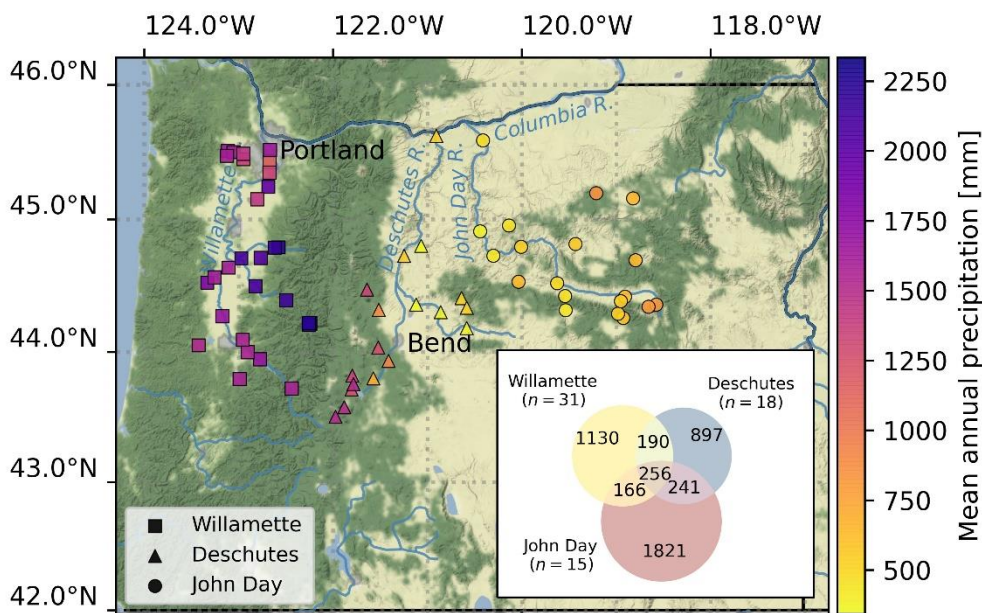 124.0°W 122.0°W 120.0°W 118.0°W
46.0°N
45.0°N
44.0°N
43.0°N
42.0°N
Columbia R.
Portland
Willamette
Deschutes R.
John Day R.
Bend
Willamette
Deschutes
John Day
Willamette
(n = 31)
Deschutes
(n = 18)
1130
190
897
256
166
241
1821
John Day
(n = 15)
2250
2000
1750
1500
1250
1000
750
500
Mean annual precipitation [mm]